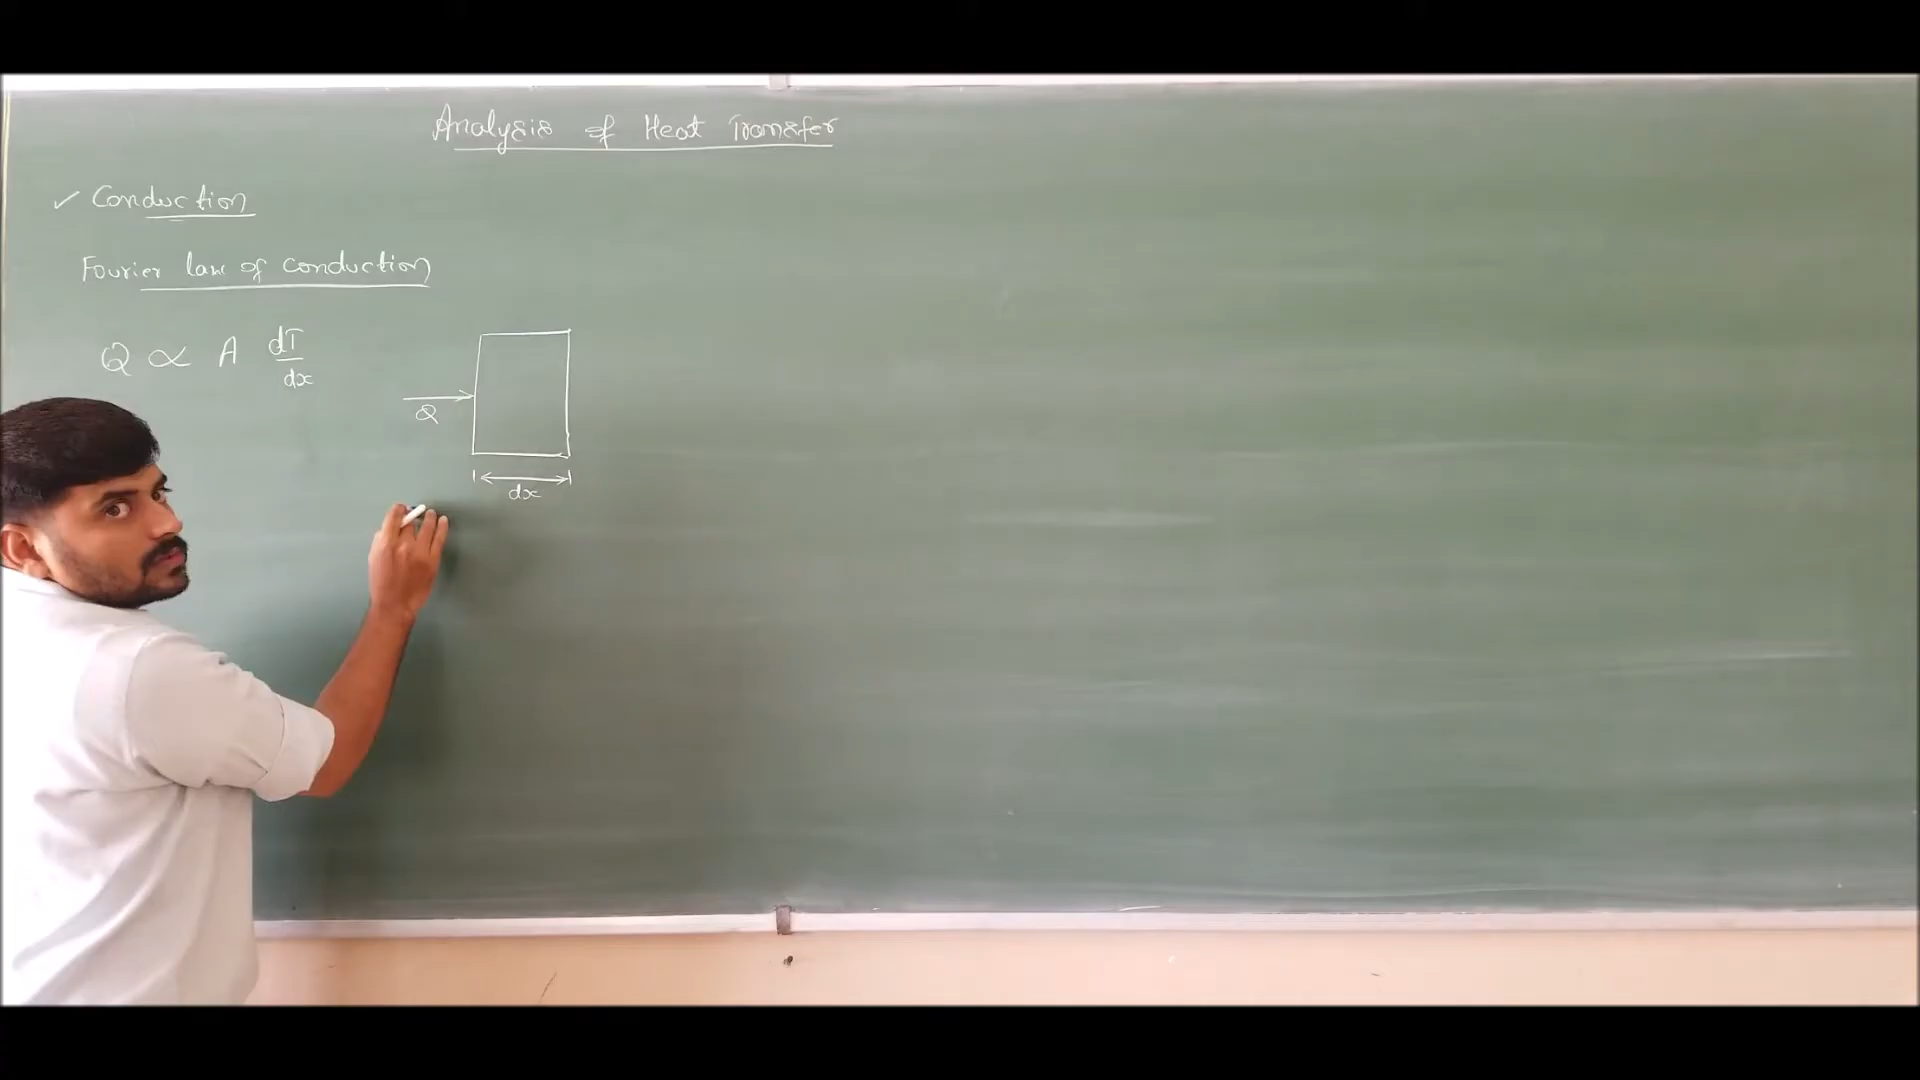 Analysis of Heat Transfer
✓ Conduction
Fourier law of conduction
Q ∝ A dT/dx
Q
dx